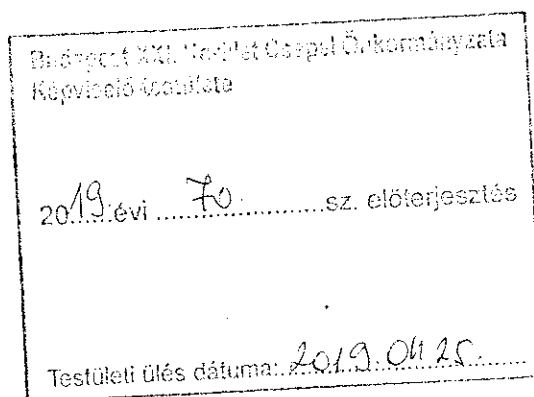 Budapest XXI. Kerület Csepel Önkormányzata
Képviselő-testülete
2019. évi 70. sz. előterjesztés
Testületi ülés dátuma: 2019. 04 25.